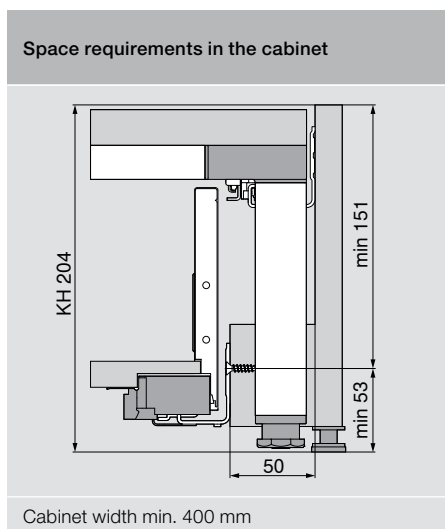 Space requirements in the cabinet
KH 204
min 151
min 53
50
Cabinet width min. 400 mm